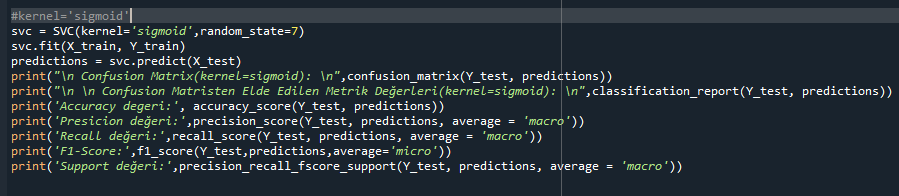 #kernel='sigmoid'
svc = SVC(kernel='sigmoid',random_state=7)
svc.fit(X_train, Y_train)
predictions = svc.predict(X_test)
print("\n Confusion Matrix(kernel=sigmoid): \n",confusion_matrix(Y_test, predictions))
print("\n \n Confusion Matristen Elde Edilen Metrik Değerleri(kernel=sigmoid): \n",classification_report(Y_test, predictions))
print('Accuracy degeri:', accuracy_score(Y_test, predictions))
print('Presicion değeri:',precision_score(Y_test, predictions, average = 'macro'))
print('Recall değeri:',recall_score(Y_test, predictions, average = 'macro'))
print('F1-Score:',f1_score(Y_test,predictions,average='micro'))
print('Support değeri:',precision_recall_fscore_support(Y_test, predictions, average = 'macro'))